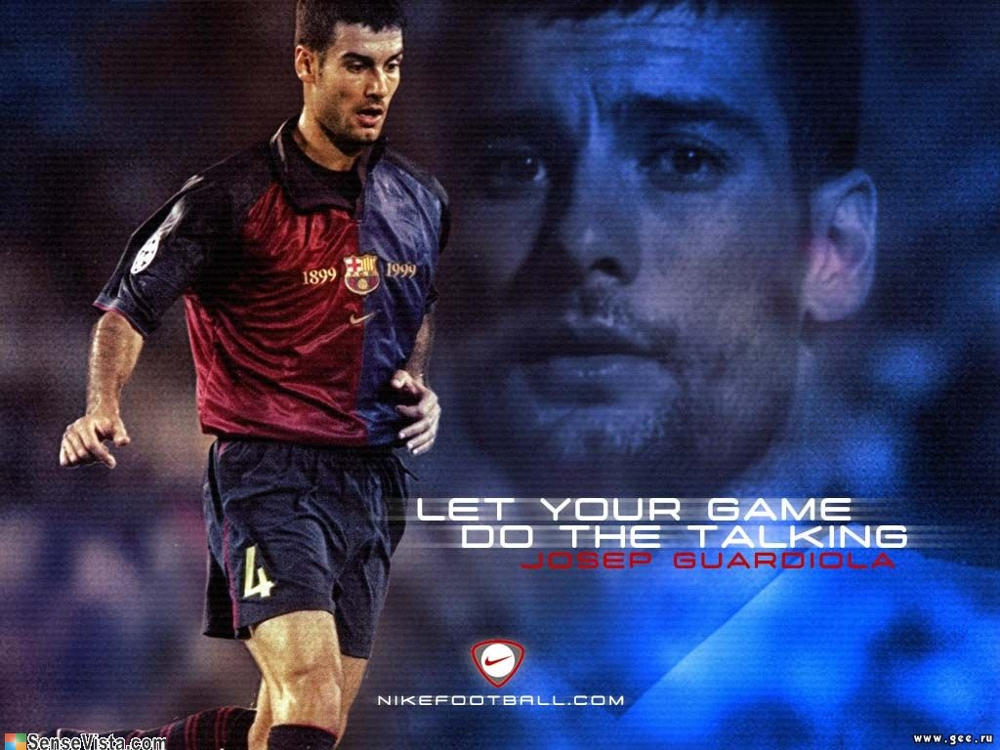 1899 1999
4
LET YOUR GAME
DO THE TALKING
JOSEP GUARDIOLA
NIKEFOOTBALL.COM
SenseVista.com
www.gee.ru